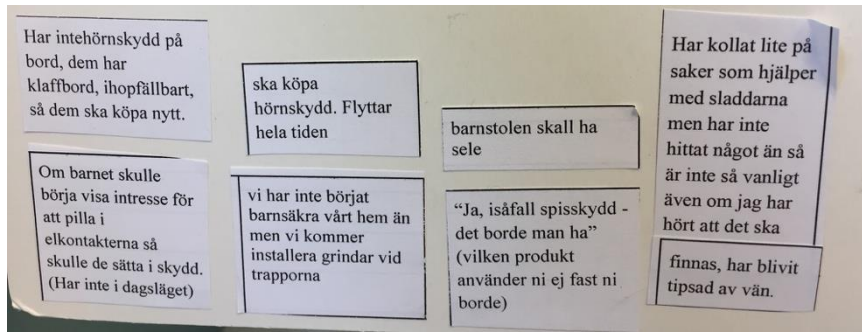 Har intehörnskydd på
bord, dem har
klaffbord, ihopfällbart,
så dem ska köpa nytt.
Om barnet skulle
börja visa intresse för
att pilla i
elkontakterna så
skulle de sätta i skydd.
(Har inte i dagsläget)
ska köpa
hörnskydd. Flyttar
hela tiden
vi har inte börjat
barnsäkra vårt hem än
men vi kommer
installera grindar vid
trapporna
barnstolen skall ha
sele
“Ja, isåfall spisskydd -
det borde man ha”
(vilken produkt
använder ni ej fast ni
borde)
Har kollat lite på
saker som hjälper
med sladdarna
men har inte
hittat något än så
är inte så vanligt
även om jag har
hört att det ska
finnas, har blivit
tipsad av vän.